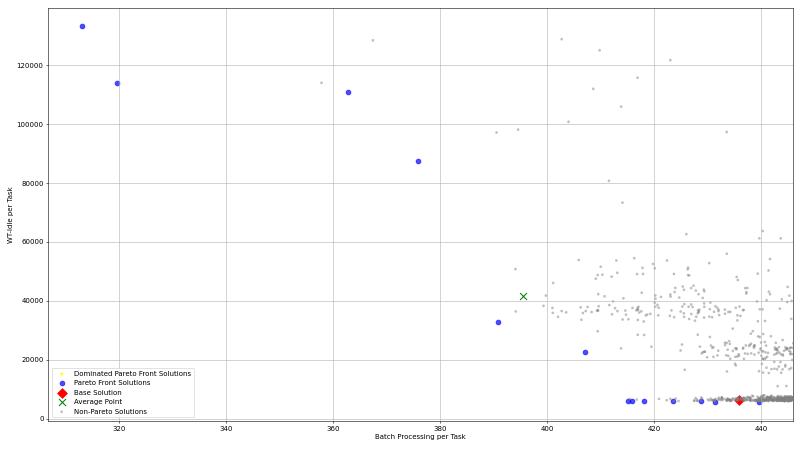 120000
100000
80000
60000
40000
20000
0
WT-Idle per Task
Dominated Pareto Front Solutions
Pareto Front Solutions
Base Solution
Average Point
Non-Pareto Solutions
320 340 360 380 400 420 440
Batch Processing per Task